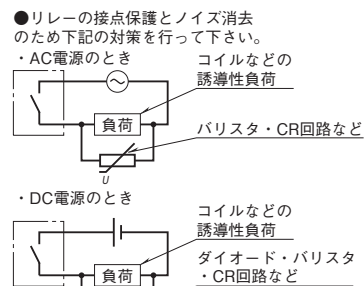 ●リレーの接点保護とノイズ消去
のため下記の対策を行って下さい。
・AC電源のとき
コイルなどの
誘導性負荷
負荷
バリスタ・CR回路など
U
・DC電源のとき
コイルなどの
誘導性負荷
ダイオード・バリスタ
・CR回路など
負荷